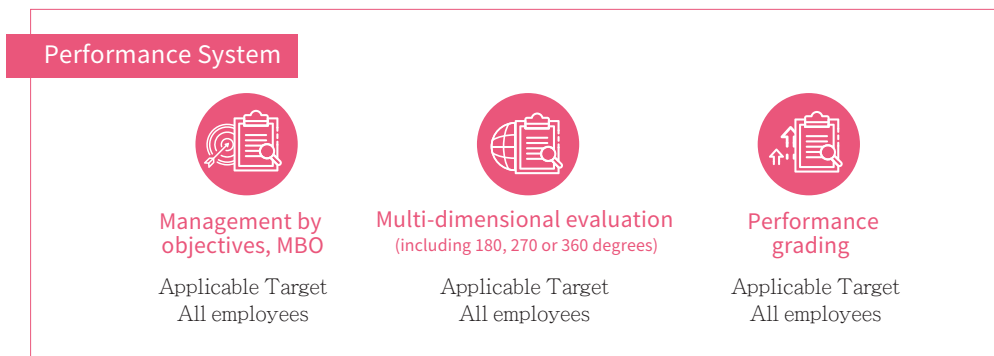 Performance System
Management by
objectives, MBO
Applicable Target
All employees
Multi-dimensional evaluation
(including 180, 270 or 360 degrees)
Applicable Target
All employees
Performance
grading
Applicable Target
All employees